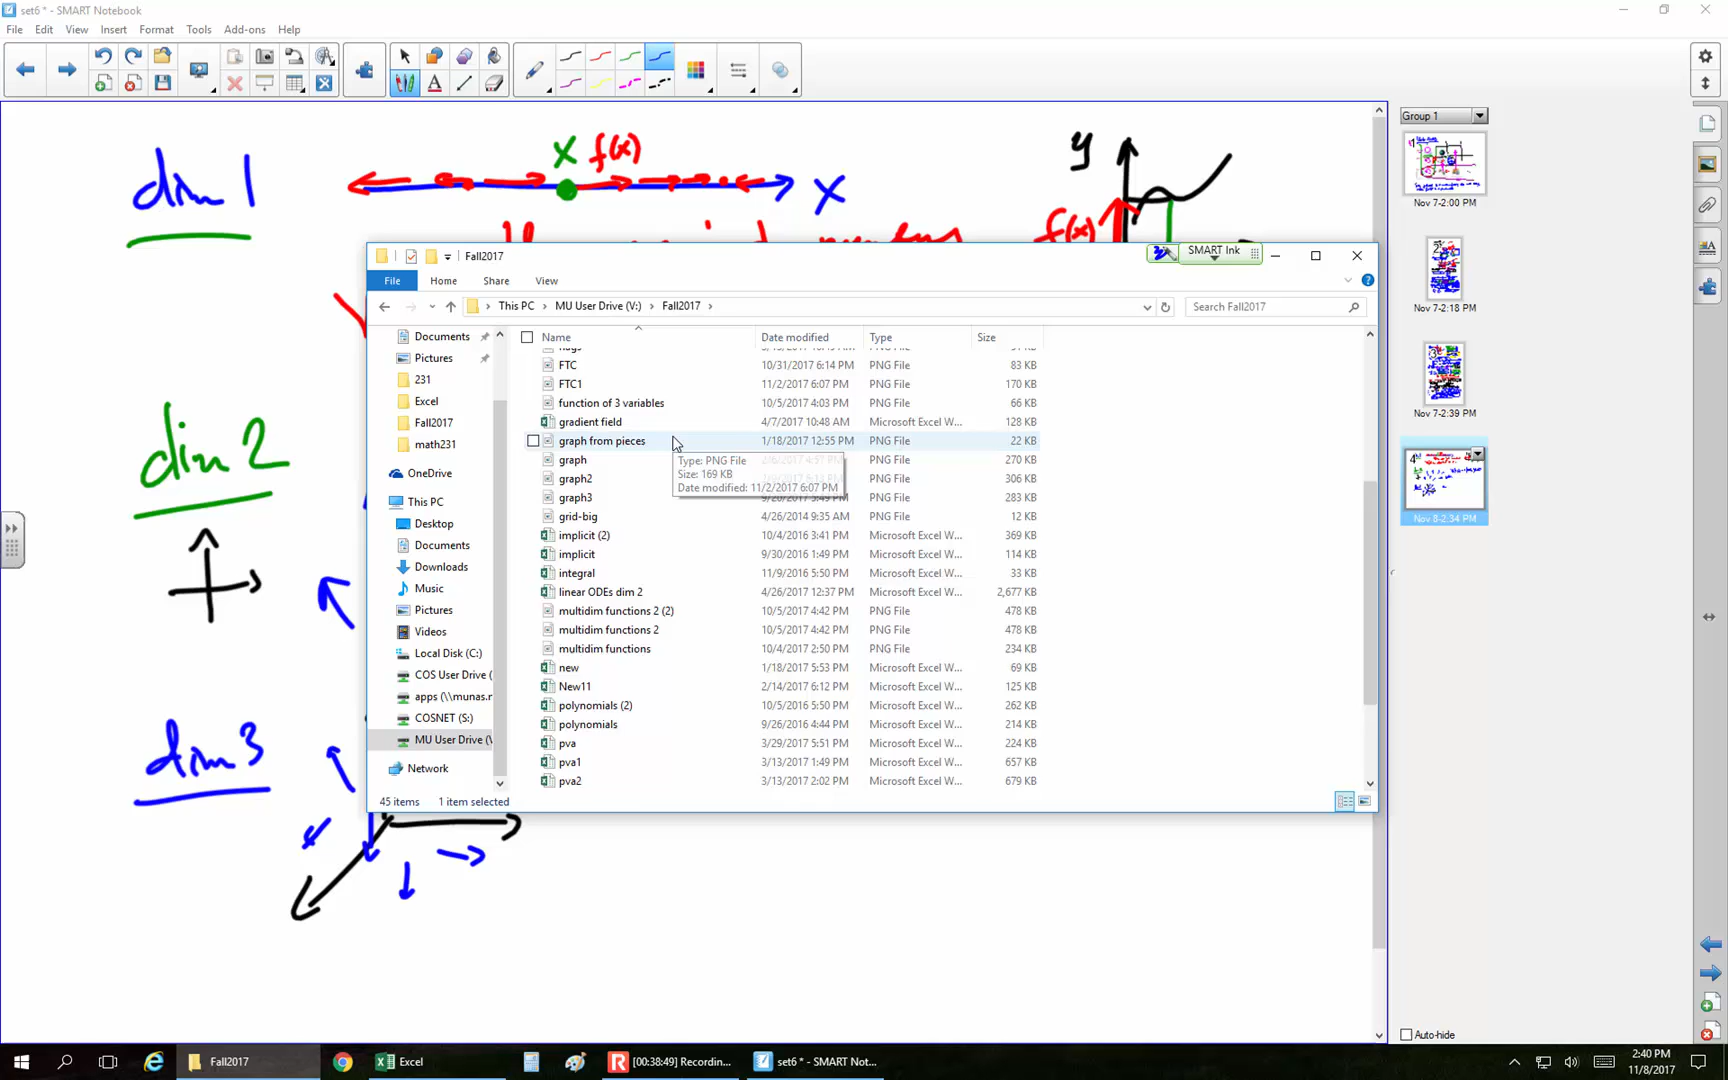 set6 * - SMART Notebook
File Edit View Insert Format Tools Add-ons Help
dim 1
x f(x)
x
y
f(x)
dim 2
dim 3
Fall2017
SMART Ink
File Home Share View
This PC > MU User Drive (V:) > Fall2017 >
Search Fall2017
Name Date modified Type Size
Documents
Pictures
231
Excel
Fall2017
math231
OneDrive
This PC
Desktop
Documents
Downloads
Music
Pictures
Videos
Local Disk (C:)
COS User Drive (
apps (\\munas.r
COSNET (S:)
MU User Drive (\
Network
FTC 10/31/2017 6:14 PM PNG File 83 KB
FTC1 11/2/2017 6:07 PM PNG File 170 KB
function of 3 variables 10/5/2017 4:03 PM PNG File 66 KB
gradient field 4/7/2017 10:48 AM Microsoft Excel W... 128 KB
graph from pieces 1/18/2017 12:55 PM PNG File 22 KB
graph PNG File 270 KB
graph2 PNG File 306 KB
graph3 PNG File 283 KB
Type: PNG File
Size: 169 KB
Date modified: 11/2/2017 6:07 PM
grid-big 4/26/2014 9:35 AM PNG File 12 KB
implicit (2) 10/4/2016 3:41 PM Microsoft Excel W... 369 KB
implicit 9/30/2016 1:49 PM Microsoft Excel W... 114 KB
integral 11/9/2016 5:50 PM Microsoft Excel W... 33 KB
linear ODEs dim 2 4/26/2017 12:37 PM Microsoft Excel W... 2,677 KB
multidim functions 2 (2) 10/5/2017 4:42 PM PNG File 478 KB
multidim functions 2 10/5/2017 4:42 PM PNG File 478 KB
multidim functions 10/4/2017 2:50 PM PNG File 234 KB
new 1/18/2017 5:53 PM Microsoft Excel W... 69 KB
New11 2/14/2017 6:12 PM Microsoft Excel W... 125 KB
polynomials (2) 10/5/2016 5:50 PM Microsoft Excel W... 262 KB
polynomials 9/26/2016 4:44 PM Microsoft Excel W... 214 KB
pva 3/29/2017 5:51 PM Microsoft Excel W... 224 KB
pva1 3/13/2017 1:49 PM Microsoft Excel W... 657 KB
pva2 3/13/2017 2:02 PM Microsoft Excel W... 679 KB
45 items 1 item selected
Group 1
Nov 7-2:00 PM
Nov 7-2:18 PM
Nov 7-2:39 PM
Nov 8-2:34 PM
Auto-hide
Fall2017
Excel
[00:38:49] Recordin...
set6 * - SMART Not...
2:40 PM
11/8/2017